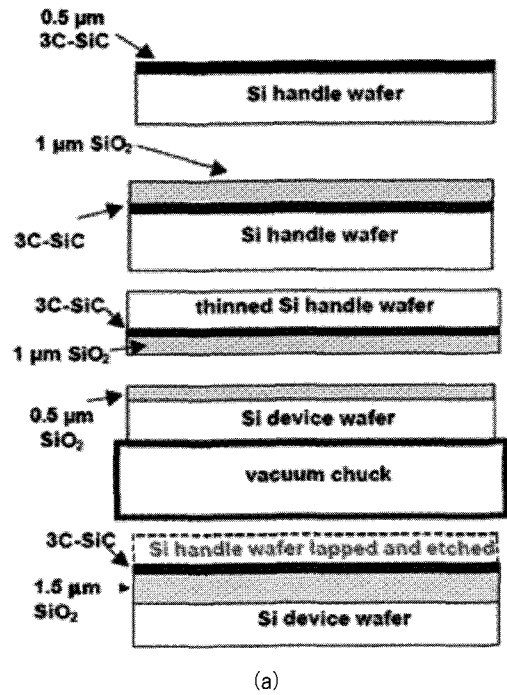 0.5 µm
3C-SiC
Si handle wafer
1 µm SiO₂
3C-SiC
Si handle wafer
3C-SiC
thinned Si handle wafer
1 µm SiO₂
0.5 µm
SiO₂
Si device wafer
vacuum chuck
3C-SiC
Si handle wafer lapped and etched
1.5 µm
SiO₂
Si device wafer
(a)